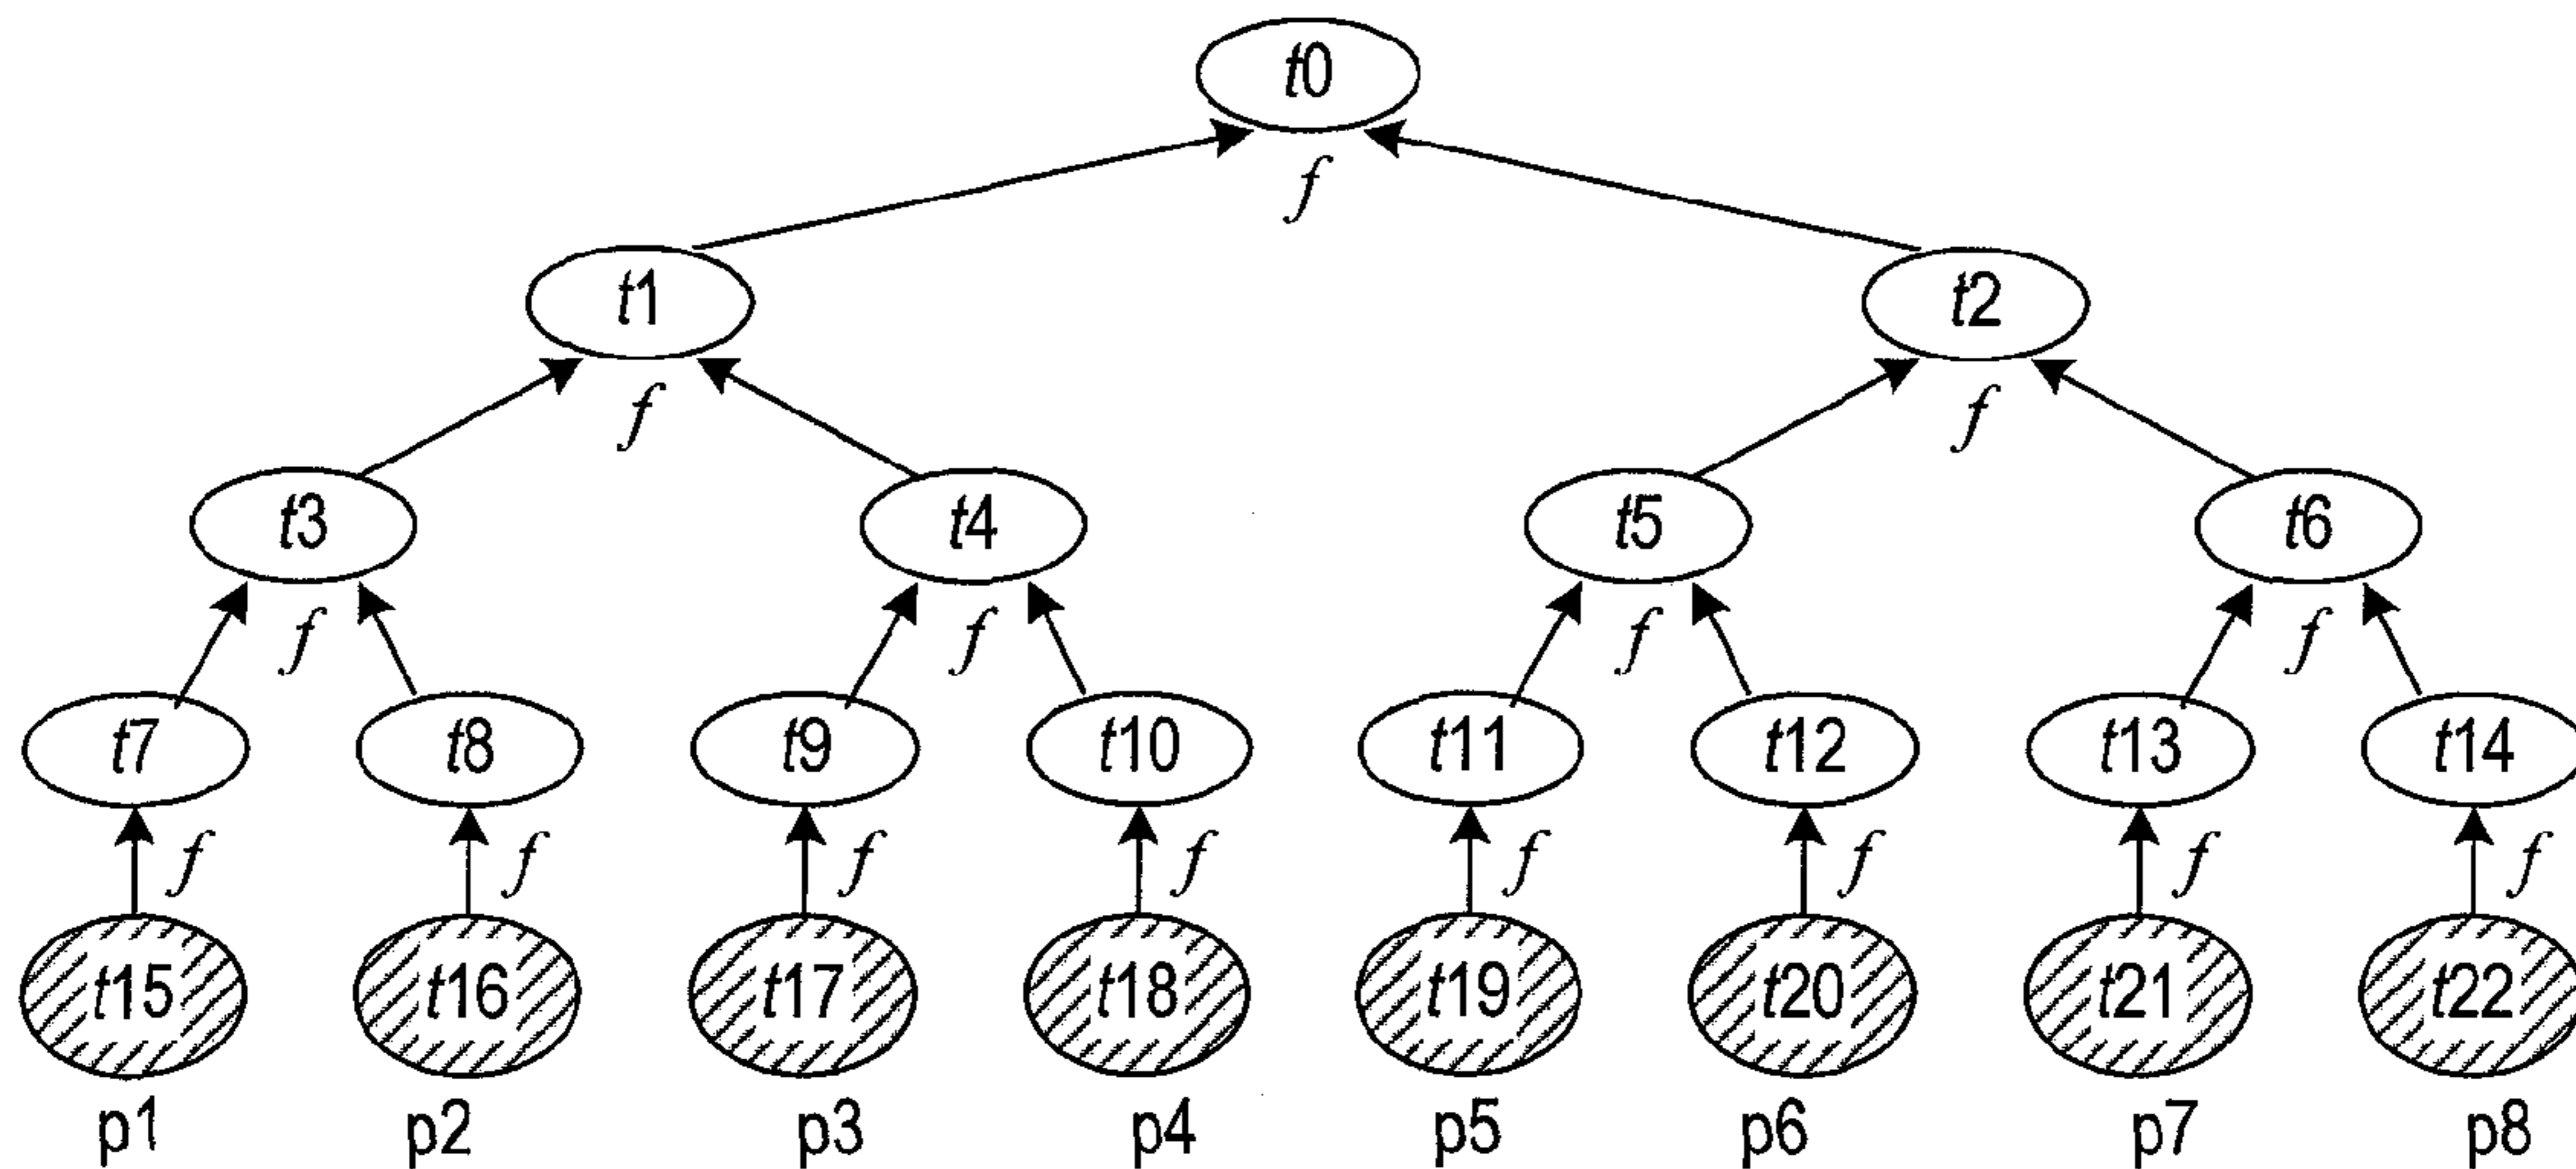 t0
f
t1 t2
f f
t3 t4 t5 t6
f f f f
t7 t8 t9 t10 t11 t12 t13 t14
f f f f f f f f
t15 t16 t17 t18 t19 t20 t21 t22
p1 p2 p3 p4 p5 p6 p7 p8